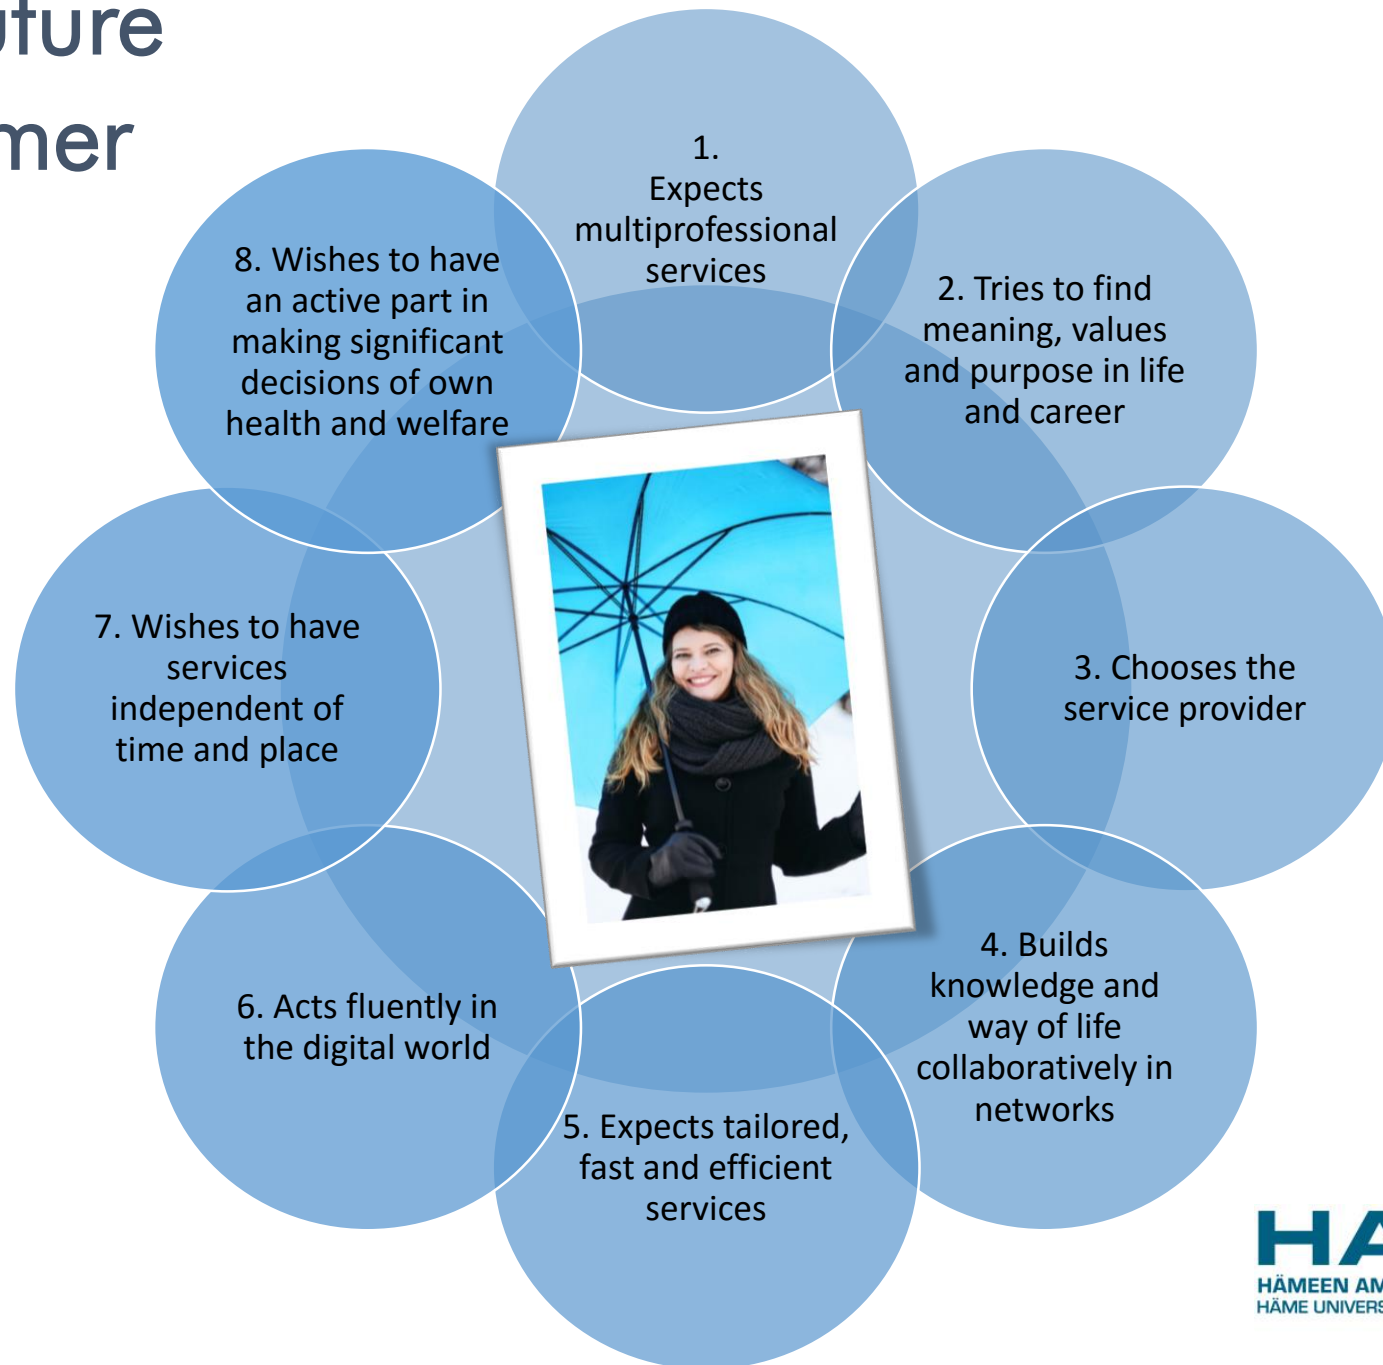 uture
mer
1.
Expects
multiprofessional
services
2. Tries to find
meaning, values
and purpose in life
and career
3. Chooses the
service provider
4. Builds
knowledge and
way of life
collaboratively in
networks
5. Expects tailored,
fast and efficient
services
6. Acts fluently in
the digital world
7. Wishes to have
services
independent of
time and place
8. Wishes to have
an active part in
making significant
decisions of own
health and welfare
HA
HÄMEEN AM
HÄME UNIVERS